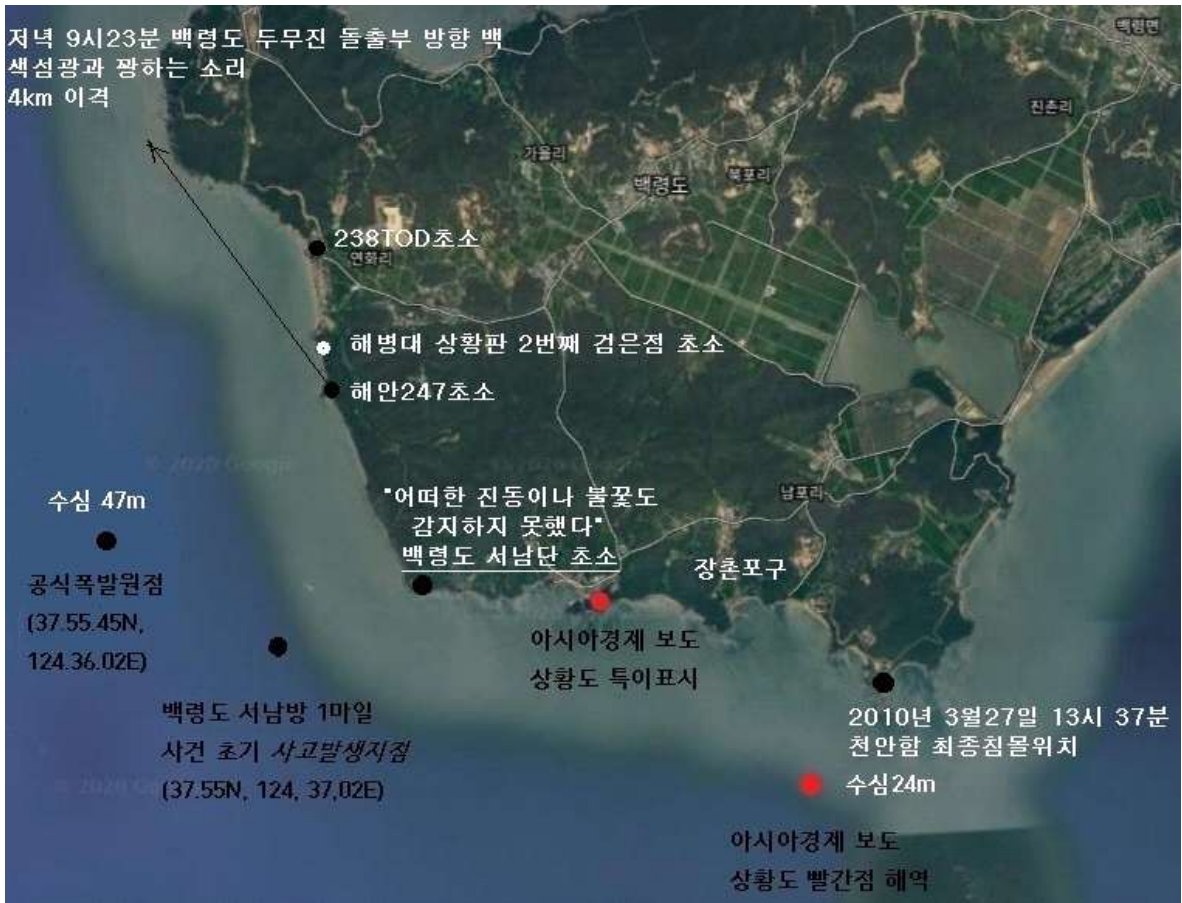 저녁 9시23분 백령도 두무진 돌출부 방향 백
색섬광과 꽝하는 소리
4km 이격
백령면
진촌리
가을리
백령도
북포리
238TOD초소
연화리
해병대 상황판 2번째 검은점 초소
해안247초소
© 2020 Google
수심 47m
"어떠한 진동이나 불꽃도
감지하지 못했다"
백령도 서남단 초소
남포리
장촌포구
공식폭발원점
(37.55.45N,
124.36.02E)
아시아경제 보도
상황도 특이표시
백령도 서남방 1마일
사건 초기 사고발생지점
(37.55N, 124, 37,02E)
2010년 3월27일 13시 37분
천안함 최종침몰위치
수심24m
아시아경제 보도
상황도 빨간점 해역